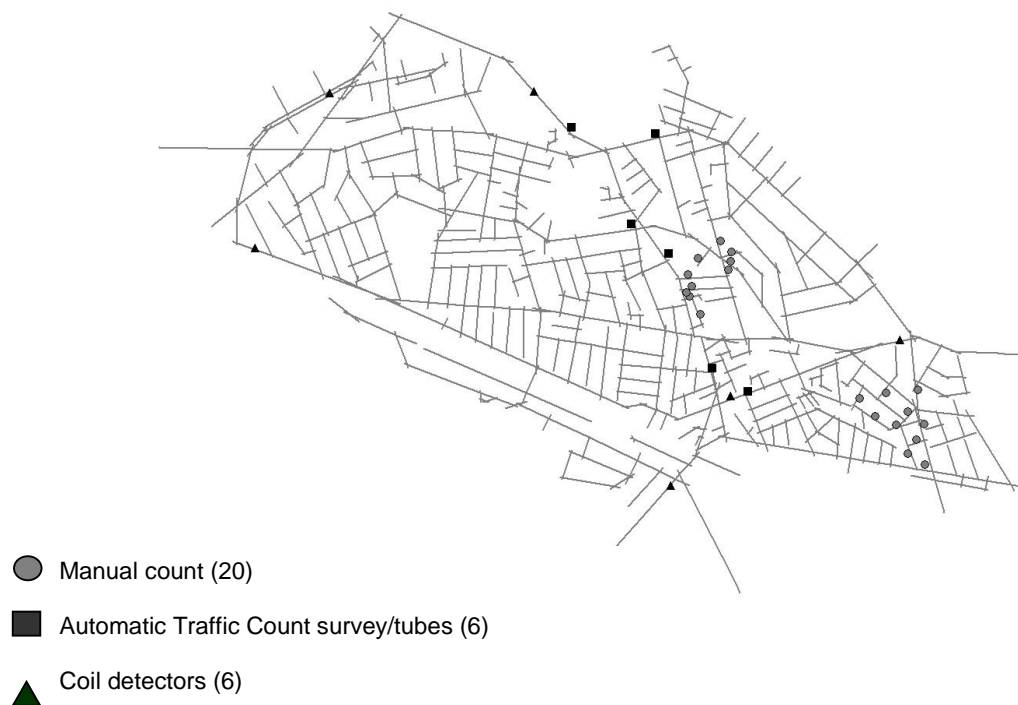 Manual count (20)
Automatic Traffic Count survey/tubes (6)
Coil detectors (6)